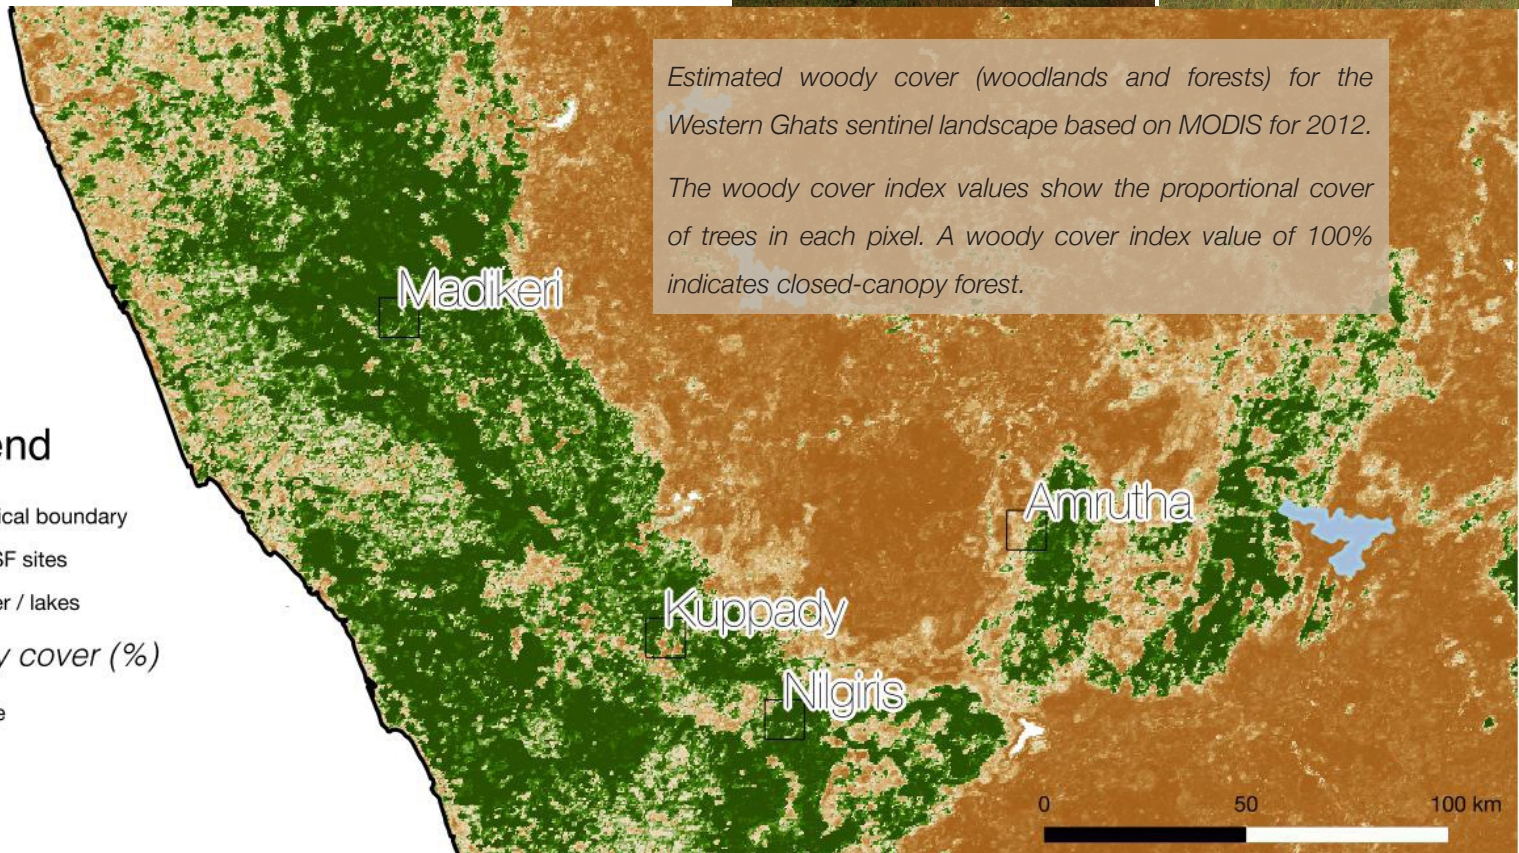 Estimated woody cover (woodlands and forests) for the
Western Ghats sentinel landscape based on MODIS for 2012.
The woody cover index values show the proportional cover
of trees in each pixel. A woody cover index value of 100%
indicates closed-canopy forest.
Madikeri
end
ical boundary
Amrutha
SF sites
er / lakes
Kuppady
y cover (%)
Nilgiris
e
0 50 100 km